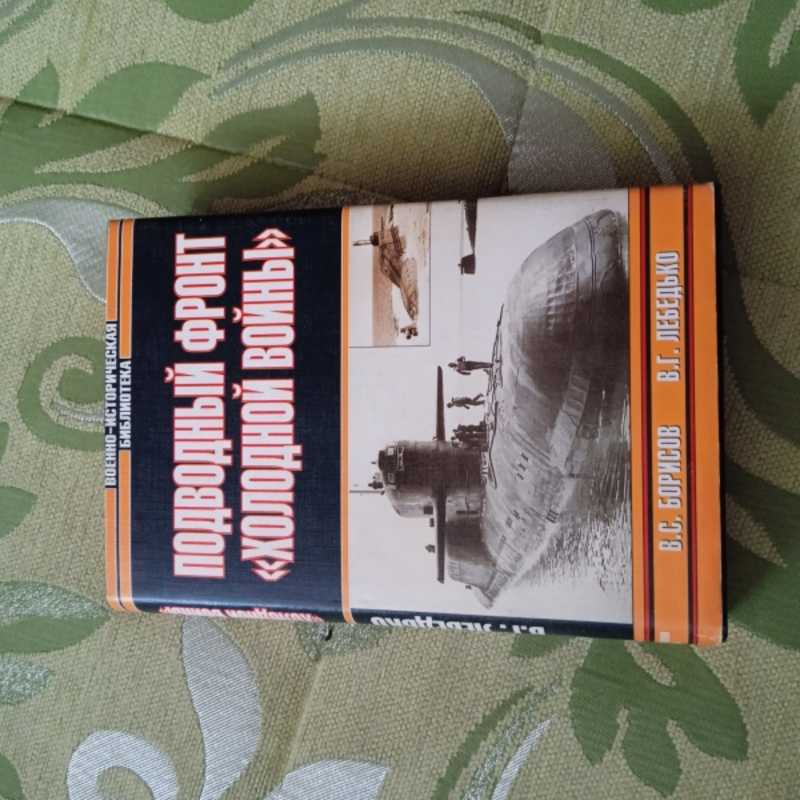 ВОЕННО-ИСТОРИЧЕСКАЯ
БИБЛИОТЕКА
ПОДВОДНЫЙ ФРОНТ
«ХОЛОДНОЙ ВОЙНЫ»
В.С. БОРИСОВ В.Г. ЛЕБЕДЬКО